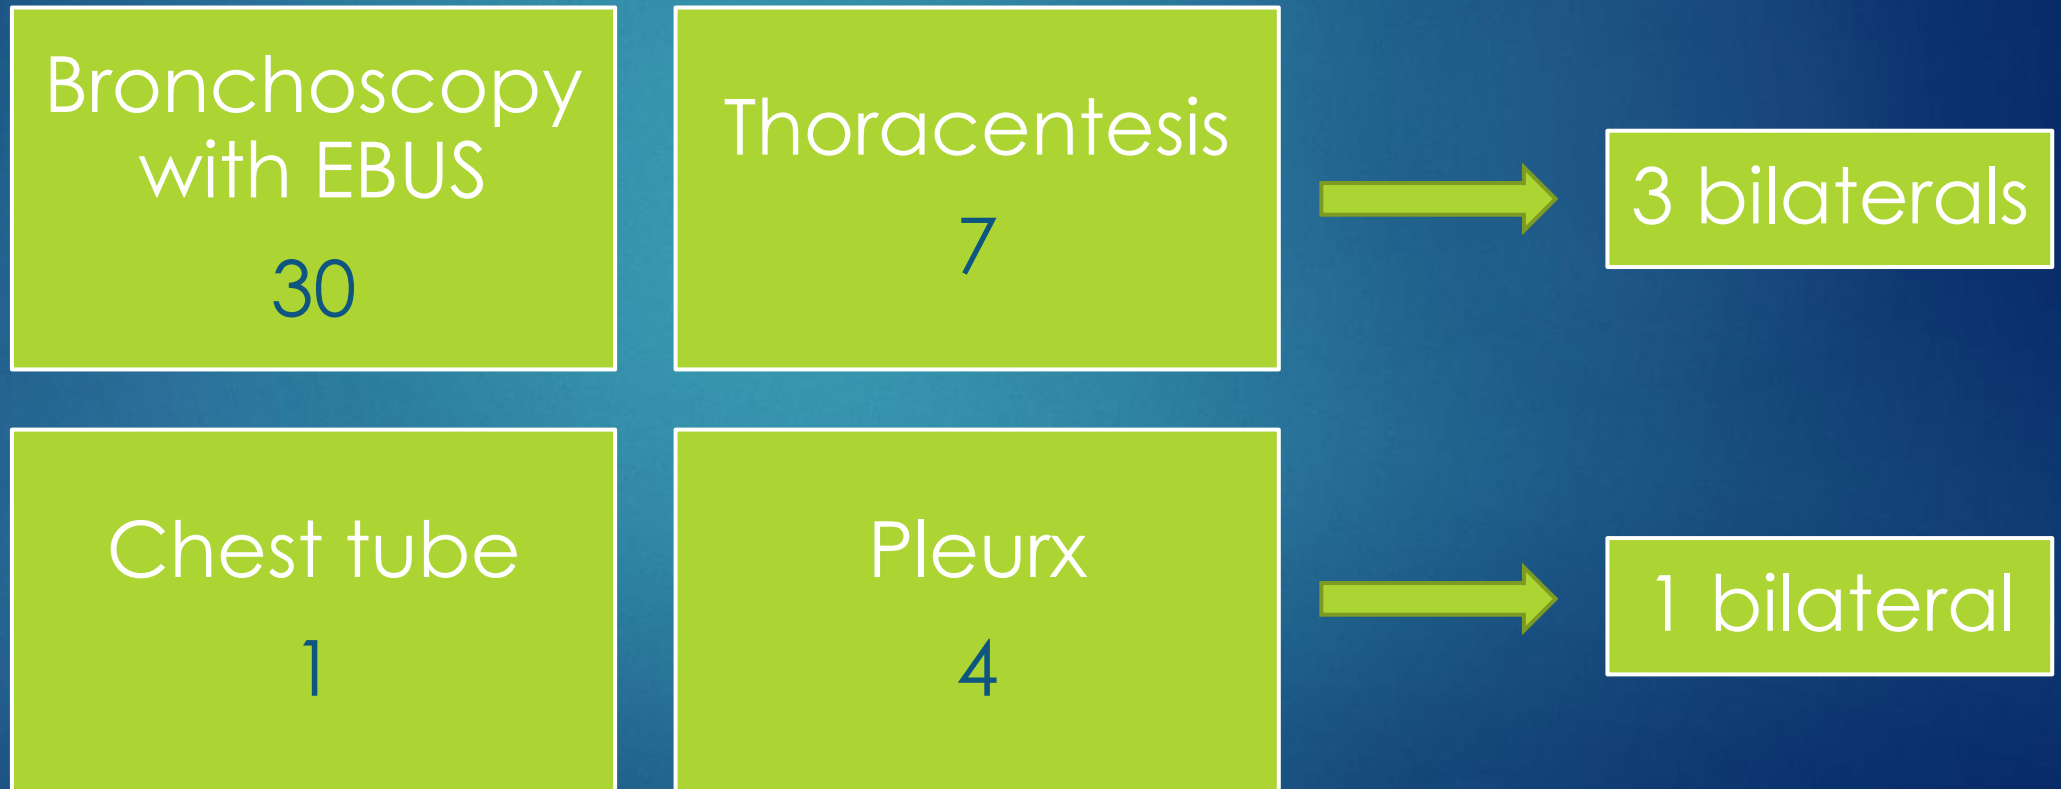 Bronchoscopy
with EBUS
30
Thoracentesis
7
3 bilaterals
Chest tube
1
Pleurx
4
1 bilateral